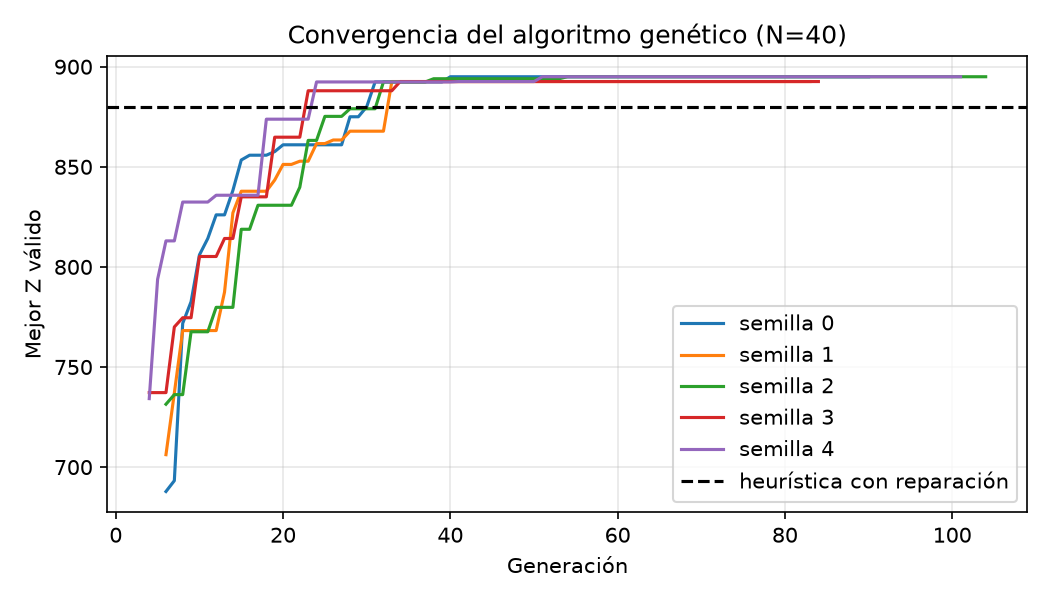 Convergencia del algoritmo genético (N=40)
Mejor Z válido
900
850
800
750
700
0 20 40 60 80 100
Generación
semilla 0
semilla 1
semilla 2
semilla 3
semilla 4
heurística con reparación